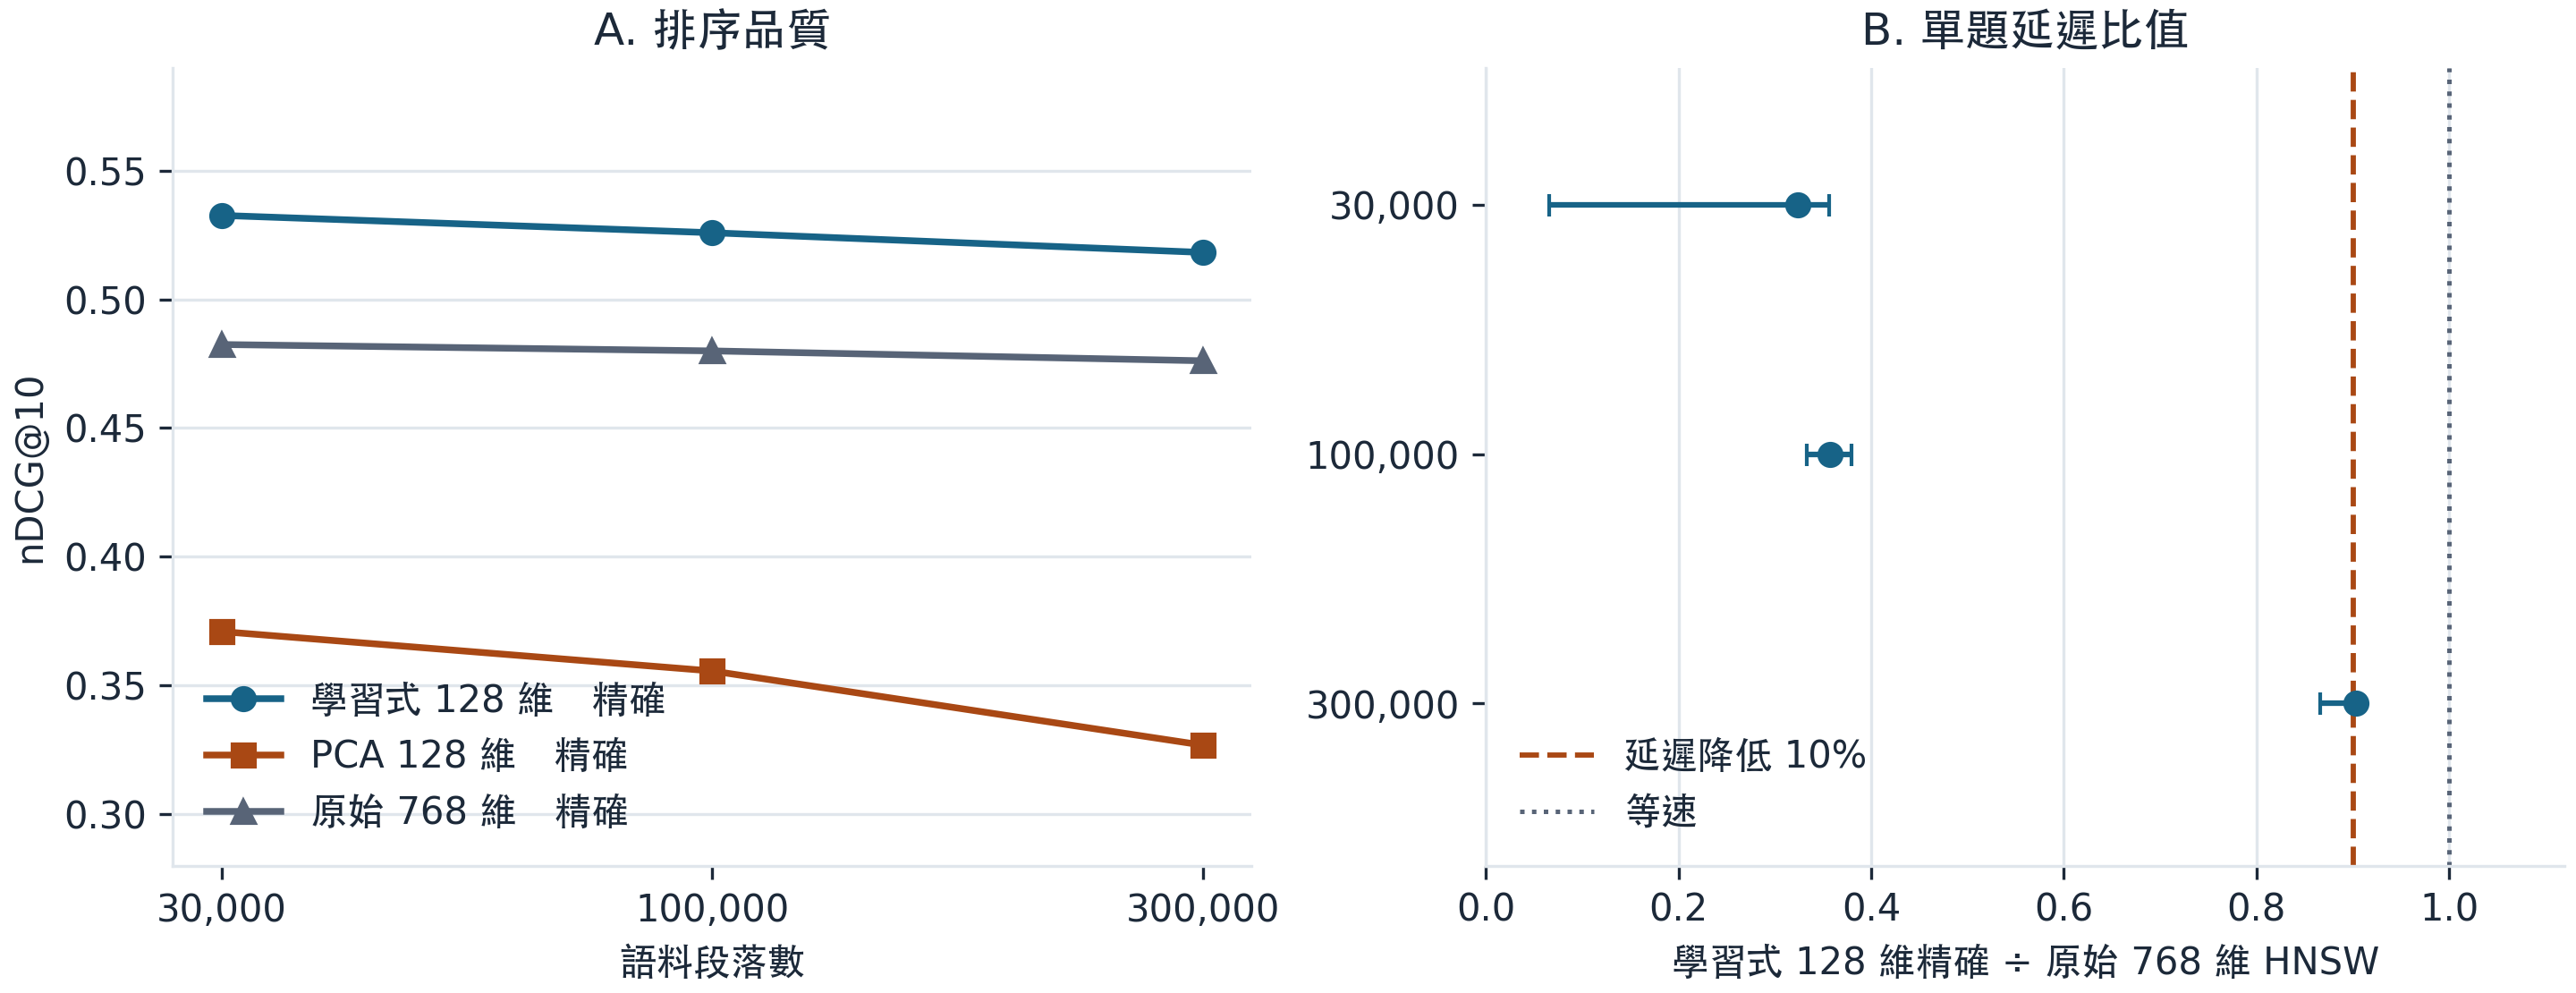 A. 排序品質
nDCG@10
0.55
0.50
0.45
0.40
0.35
0.30
學習式 128 維　精確
PCA 128 維　精確
原始 768 維　精確
30,000
100,000
300,000
語料段落數
B. 單題延遲比值
30,000
100,000
300,000
延遲降低 10%
等速
0.0
0.2
0.4
0.6
0.8
1.0
學習式 128 維精確 ÷ 原始 768 維 HNSW